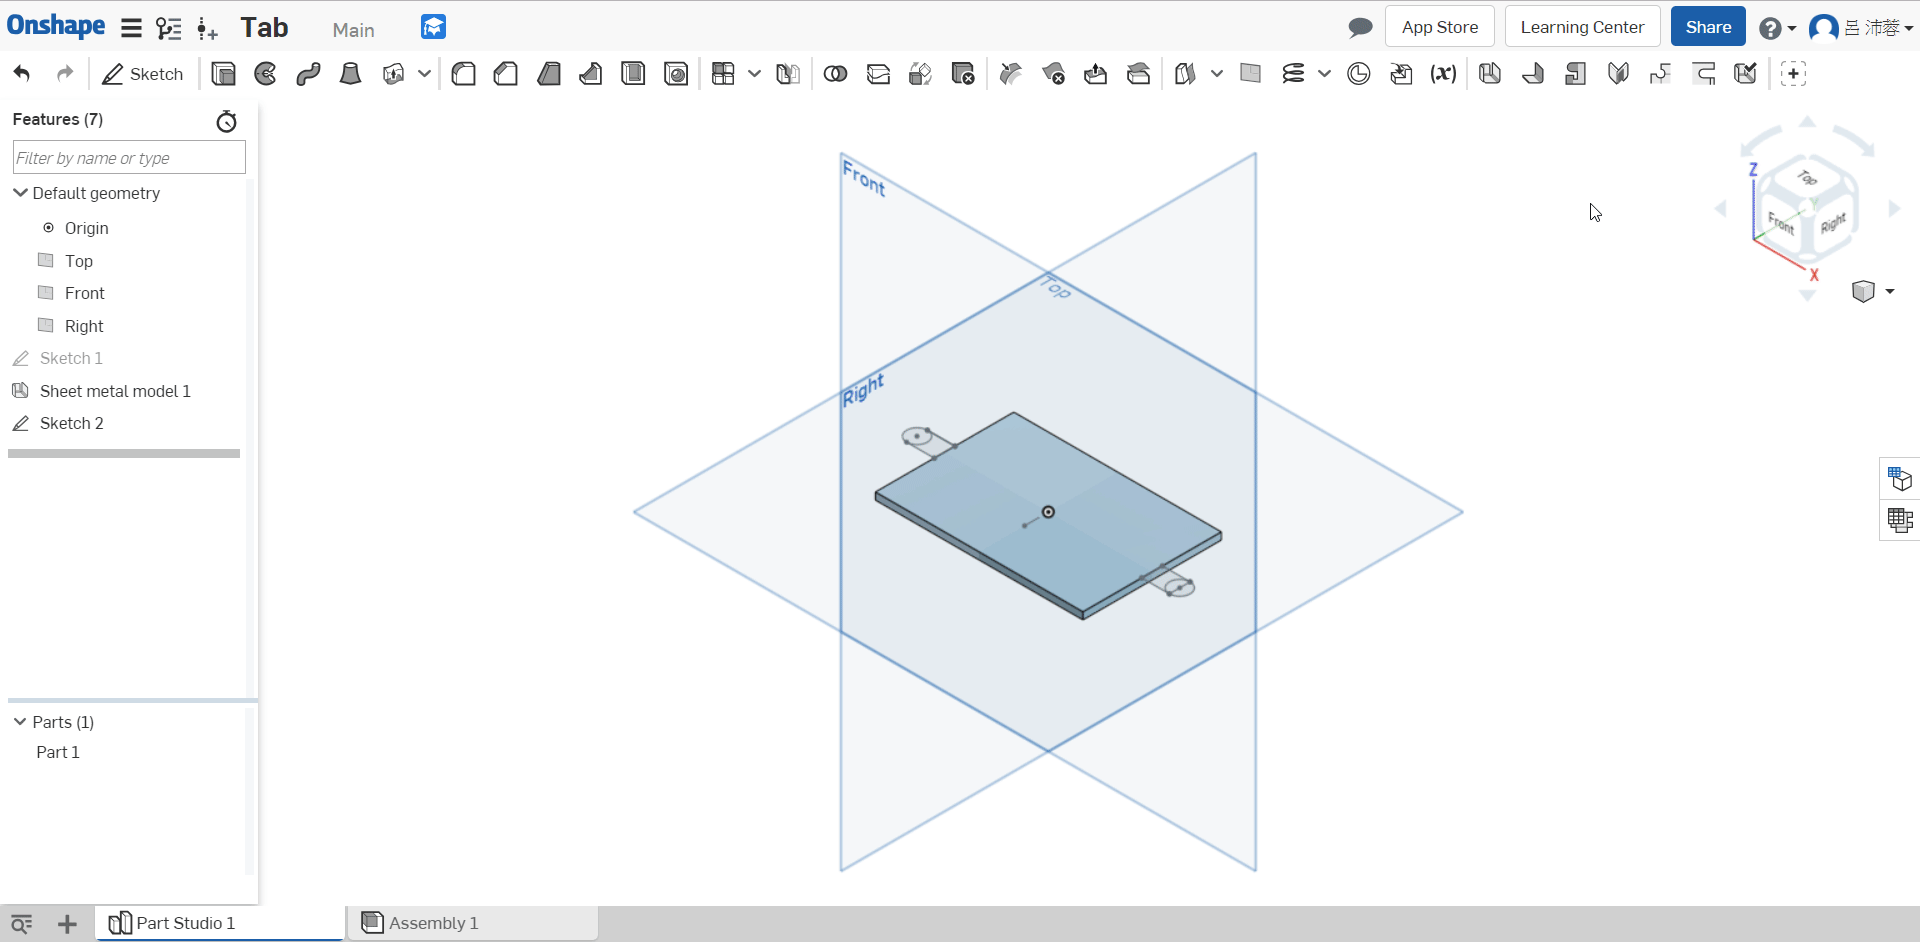 Onshape Tab Main App Store Learning Center Share ? 呂 沛蓉
Sketch (x)
Features (7)
Filter by name or type
Default geometry
Origin
Top
Front
Right
Sketch 1
Sheet metal model 1
Sketch 2
Parts (1)
Part 1
Front
Top
Right
Z
Top
Front
Right
Y
X
Part Studio 1
Assembly 1